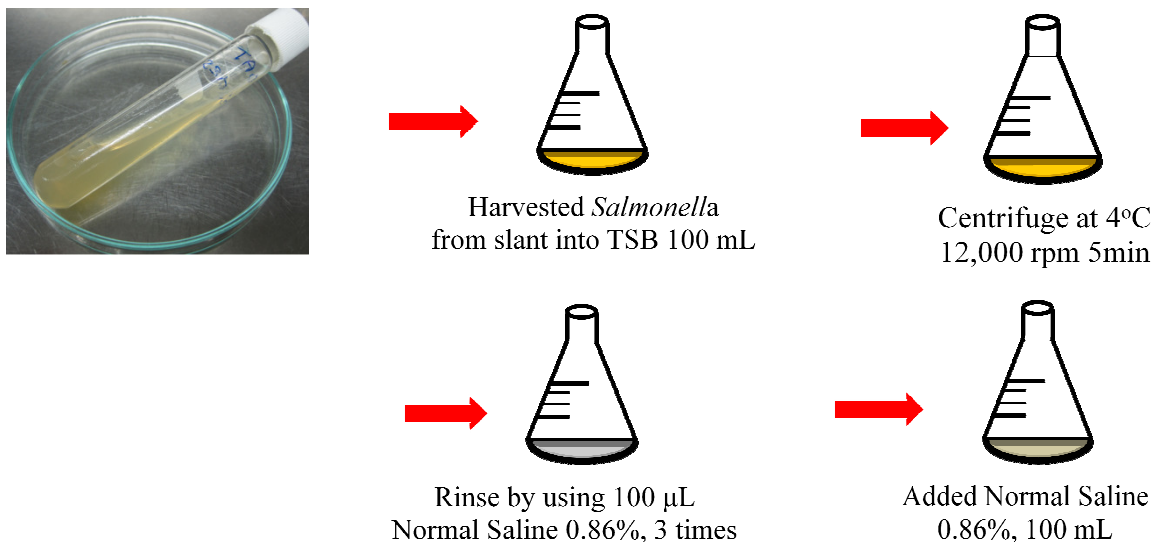 Harvested Salmonella
from slant into TSB 100 mL
Centrifuge at 4°C
12,000 rpm 5min
Rinse by using 100 µL
Normal Saline 0.86%, 3 times
Added Normal Saline
0.86%, 100 mL